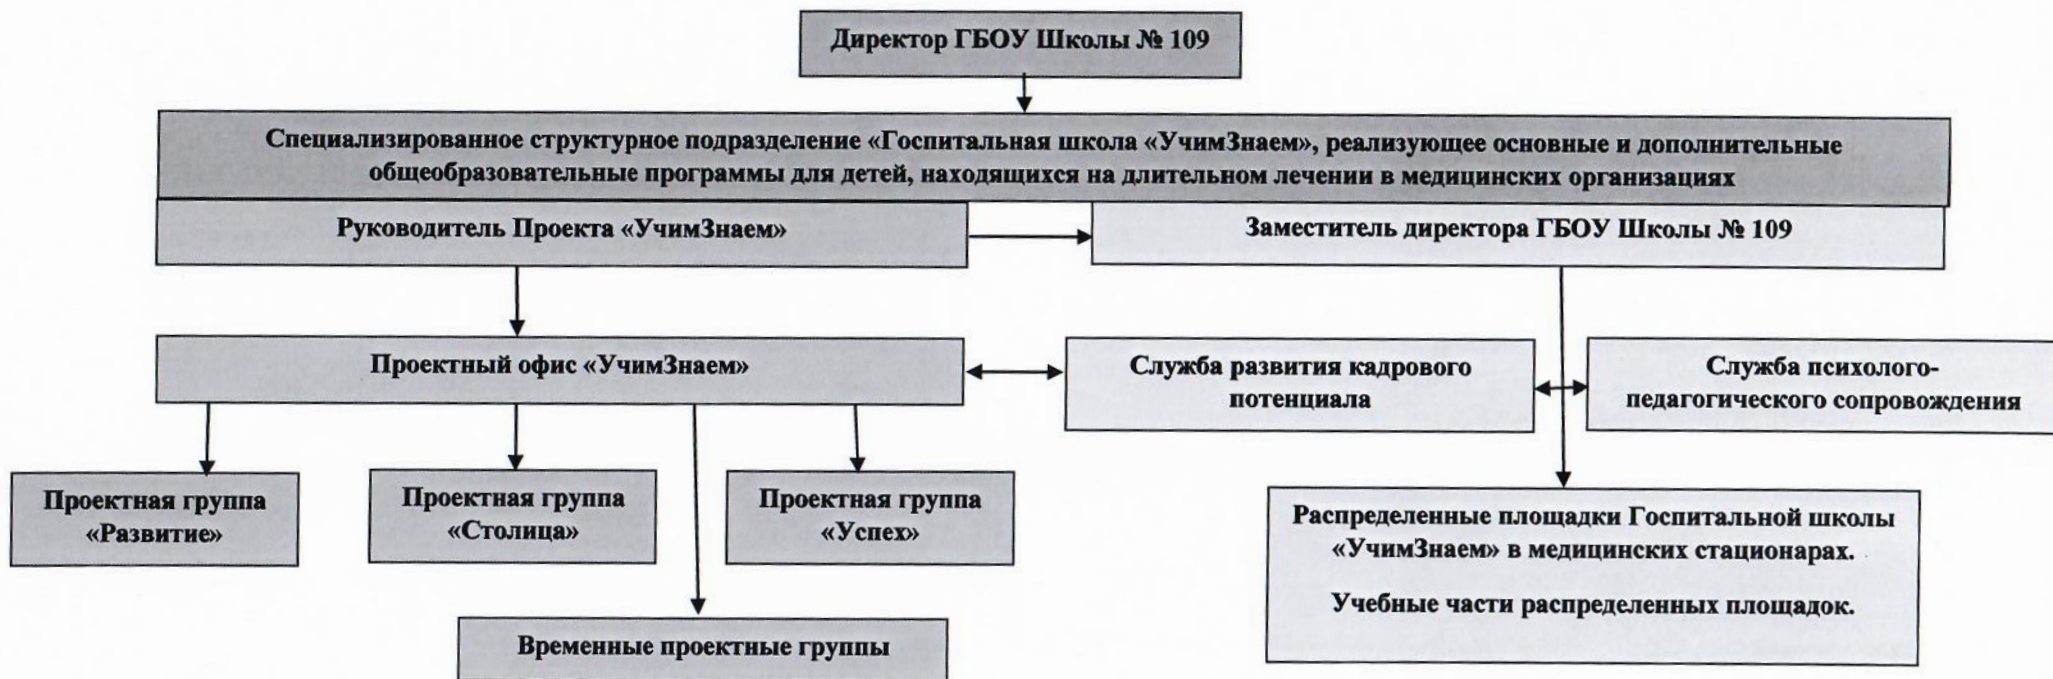 Директор ГБОУ Школы № 109
Специализированное структурное подразделение «Госпитальная школа «УчимЗнаем», реализующее основные и дополнительные
общеобразовательные программы для детей, находящихся на длительном лечении в медицинских организациях
Руководитель Проекта «УчимЗнаем»
Заместитель директора ГБОУ Школы № 109
Проектный офис «УчимЗнаем»
Служба развития кадрового
потенциала
Служба психолого-
педагогического сопровождения
Проектная группа
«Развитие»
Проектная группа
«Столица»
Проектная группа
«Успех»
Распределенные площадки Госпитальной школы
«УчимЗнаем» в медицинских стационарах.
Учебные части распределенных площадок.
Временные проектные группы